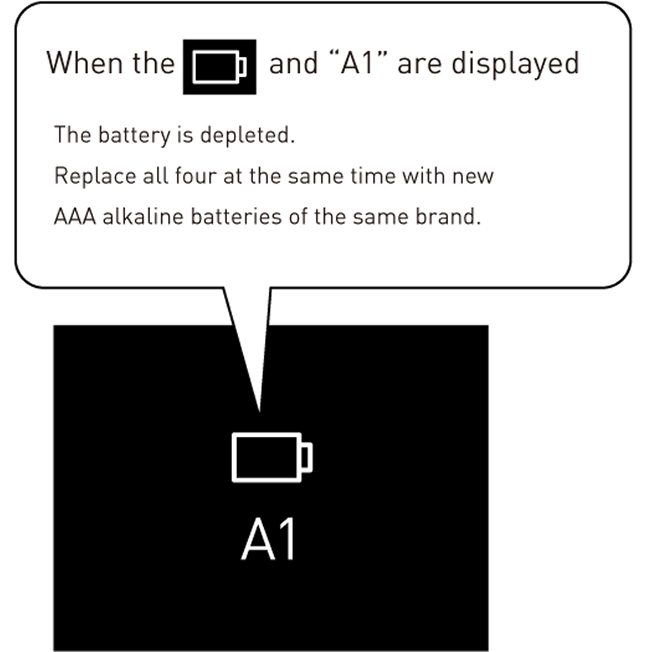 When the and “A1” are displayed
The battery is depleted.
Replace all four at the same time with new
AAA alkaline batteries of the same brand.
A1